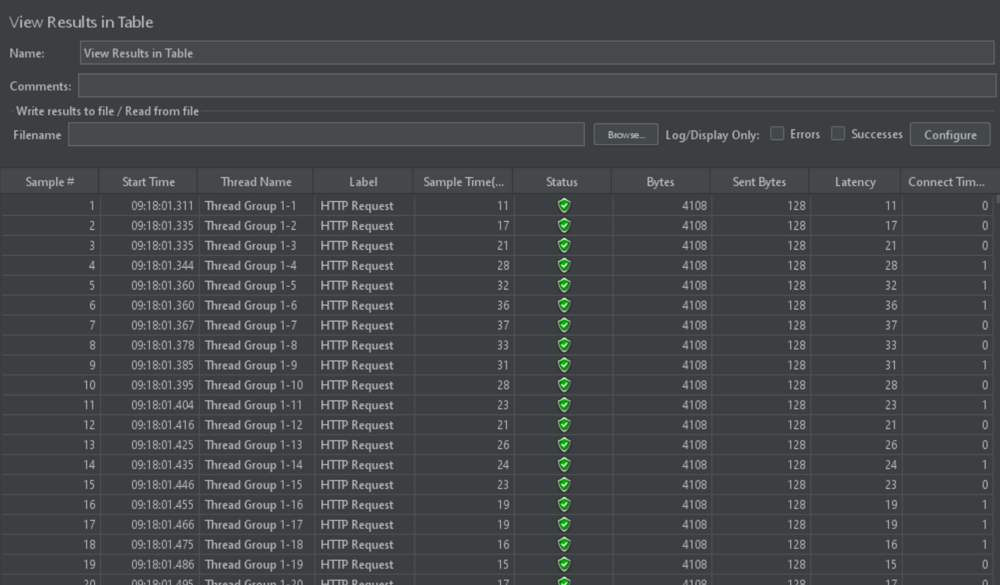 View Results in Table
Name: View Results in Table
Comments:
Write results to file / Read from file
Filename Browse... Log/Display Only: Errors Successes Configure
Sample # Start Time Thread Name Label Sample Time(... Status Bytes Sent Bytes Latency Connect Tim...
1 09:18:01.311 Thread Group 1-1 HTTP Request 11 4108 128 11 0
2 09:18:01.335 Thread Group 1-2 HTTP Request 17 4108 128 17 0
3 09:18:01.335 Thread Group 1-3 HTTP Request 21 4108 128 21 0
4 09:18:01.344 Thread Group 1-4 HTTP Request 28 4108 128 28 1
5 09:18:01.360 Thread Group 1-5 HTTP Request 32 4108 128 32 1
6 09:18:01.360 Thread Group 1-6 HTTP Request 36 4108 128 36 1
7 09:18:01.367 Thread Group 1-7 HTTP Request 37 4108 128 37 0
8 09:18:01.378 Thread Group 1-8 HTTP Request 33 4108 128 33 0
9 09:18:01.385 Thread Group 1-9 HTTP Request 31 4108 128 31 1
10 09:18:01.395 Thread Group 1-10 HTTP Request 28 4108 128 28 0
11 09:18:01.404 Thread Group 1-11 HTTP Request 23 4108 128 23 1
12 09:18:01.416 Thread Group 1-12 HTTP Request 21 4108 128 21 0
13 09:18:01.425 Thread Group 1-13 HTTP Request 26 4108 128 26 0
14 09:18:01.435 Thread Group 1-14 HTTP Request 24 4108 128 24 1
15 09:18:01.446 Thread Group 1-15 HTTP Request 23 4108 128 23 0
16 09:18:01.455 Thread Group 1-16 HTTP Request 19 4108 128 19 1
17 09:18:01.466 Thread Group 1-17 HTTP Request 19 4108 128 19 1
18 09:18:01.475 Thread Group 1-18 HTTP Request 16 4108 128 16 1
19 09:18:01.486 Thread Group 1-19 HTTP Request 15 4108 128 15 0
20 09:18:01.495 Thread Group 1-20 HTTP Request 17 4108 128 17 0